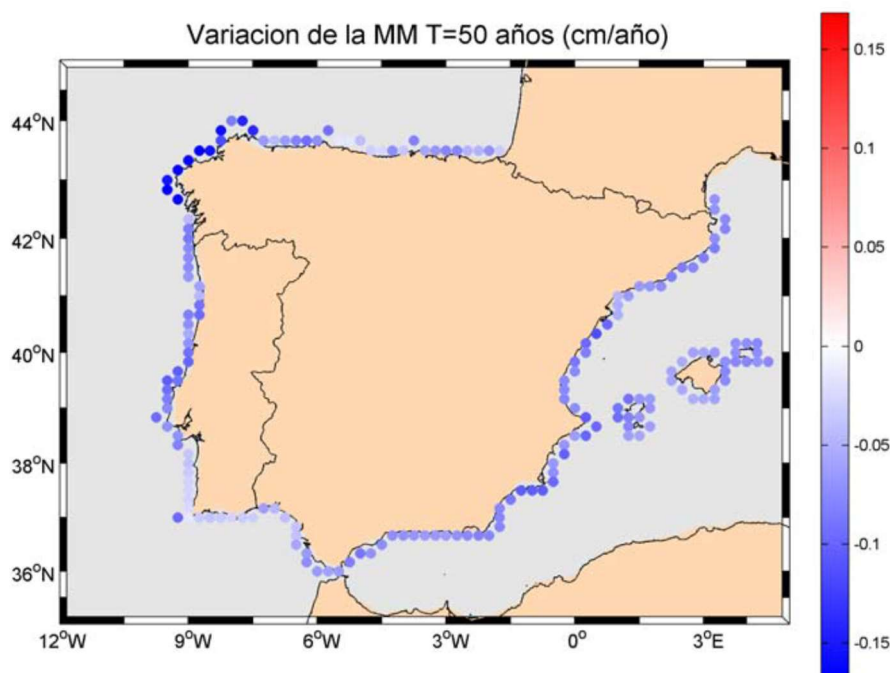 Variacion de la MM T=50 años (cm/año)
44°N
42°N
40°N
38°N
36°N
12°W
9°W
6°W
3°W
0°
3°E
0.15
0.1
0.05
0
-0.05
-0.1
-0.15